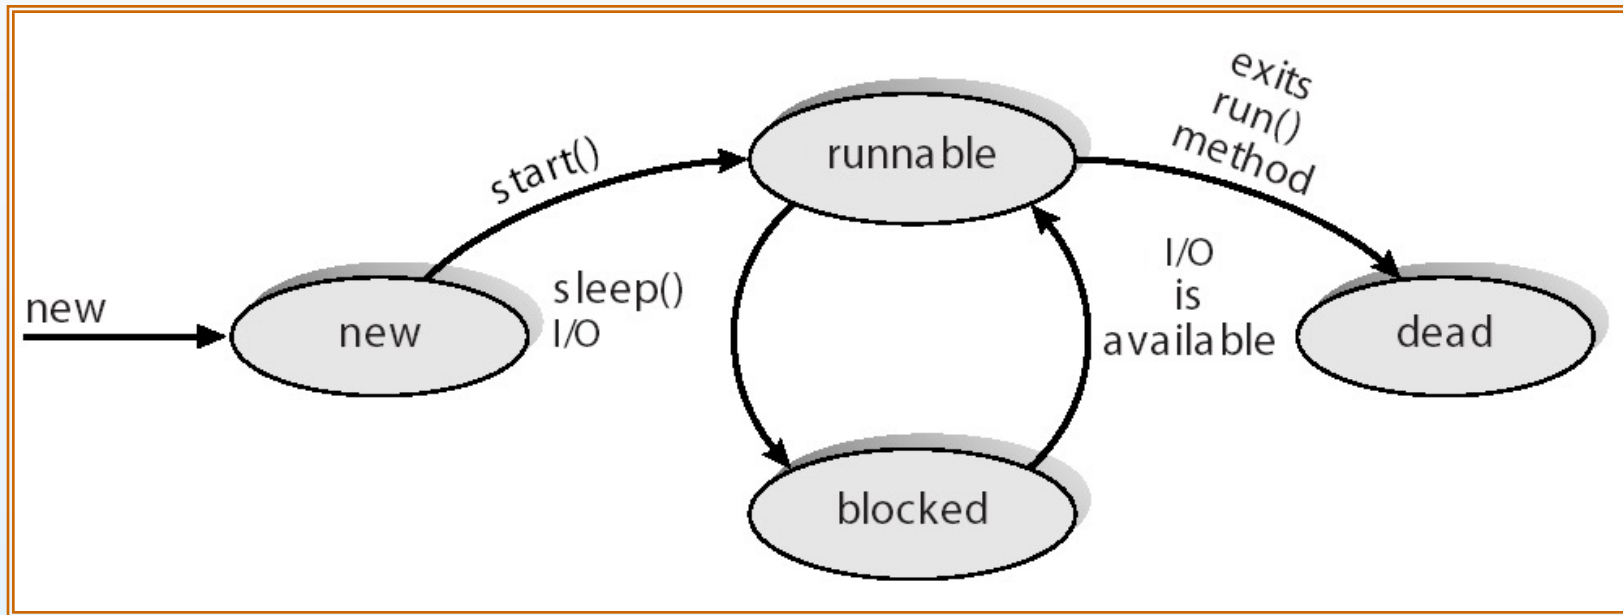 new
new
start()
sleep()
I/O
runnable
blocked
I/O
is
available
exits
run()
method
dead